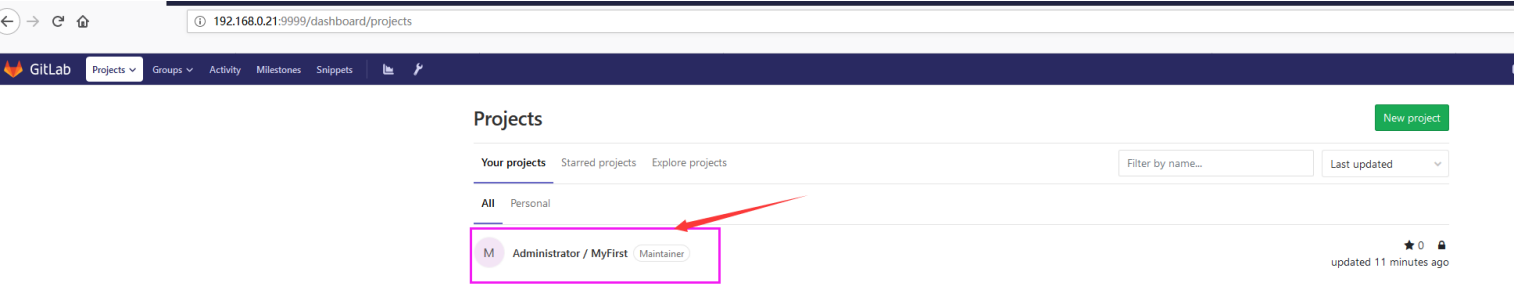 192.168.0.21:9999/dashboard/projects
GitLab Projects Groups Activity Milestones Snippets
Projects New project
Your projects Starred projects Explore projects Filter by name... Last updated
All Personal
M Administrator / MyFirst Maintainer 0
updated 11 minutes ago